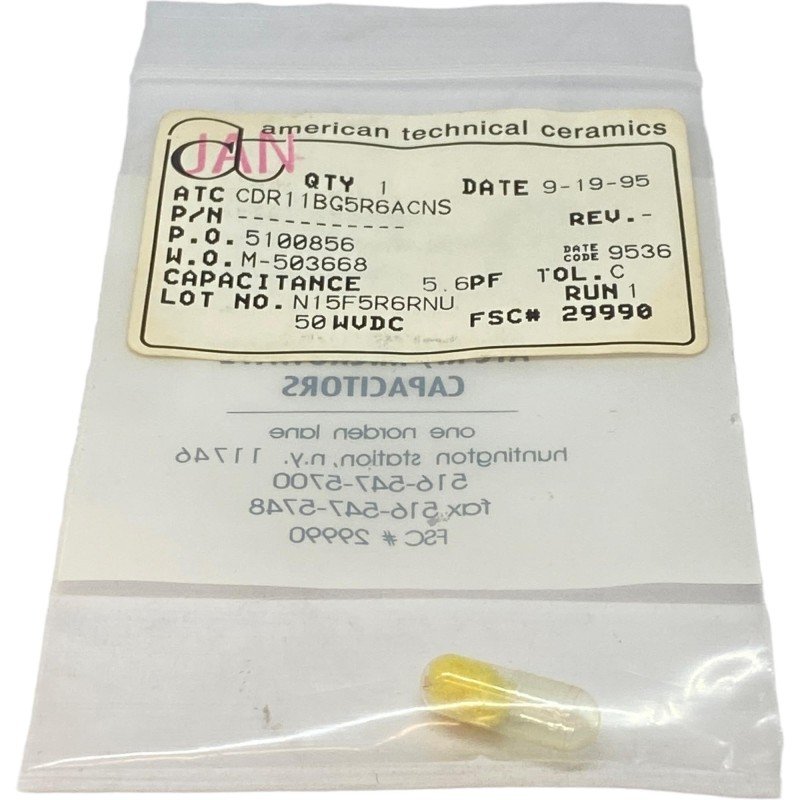 american technical ceramics
JAN
QTY 1 DATE 9-19-95
ATC CDR11BG5R6ACNS
P/N ----------- REV.-
P.O. 5100856
W.O. M-503668 DATE CODE 9536
CAPACITANCE 5.6PF TOL. C
LOT NO. N15F5R6RNU RUN 1
50 WVDC FSC# 29990
CAPACITORS
one norden lane
huntington station, n.y. 11746
516-547-5700
fax 516-547-5748
FSC # 29990